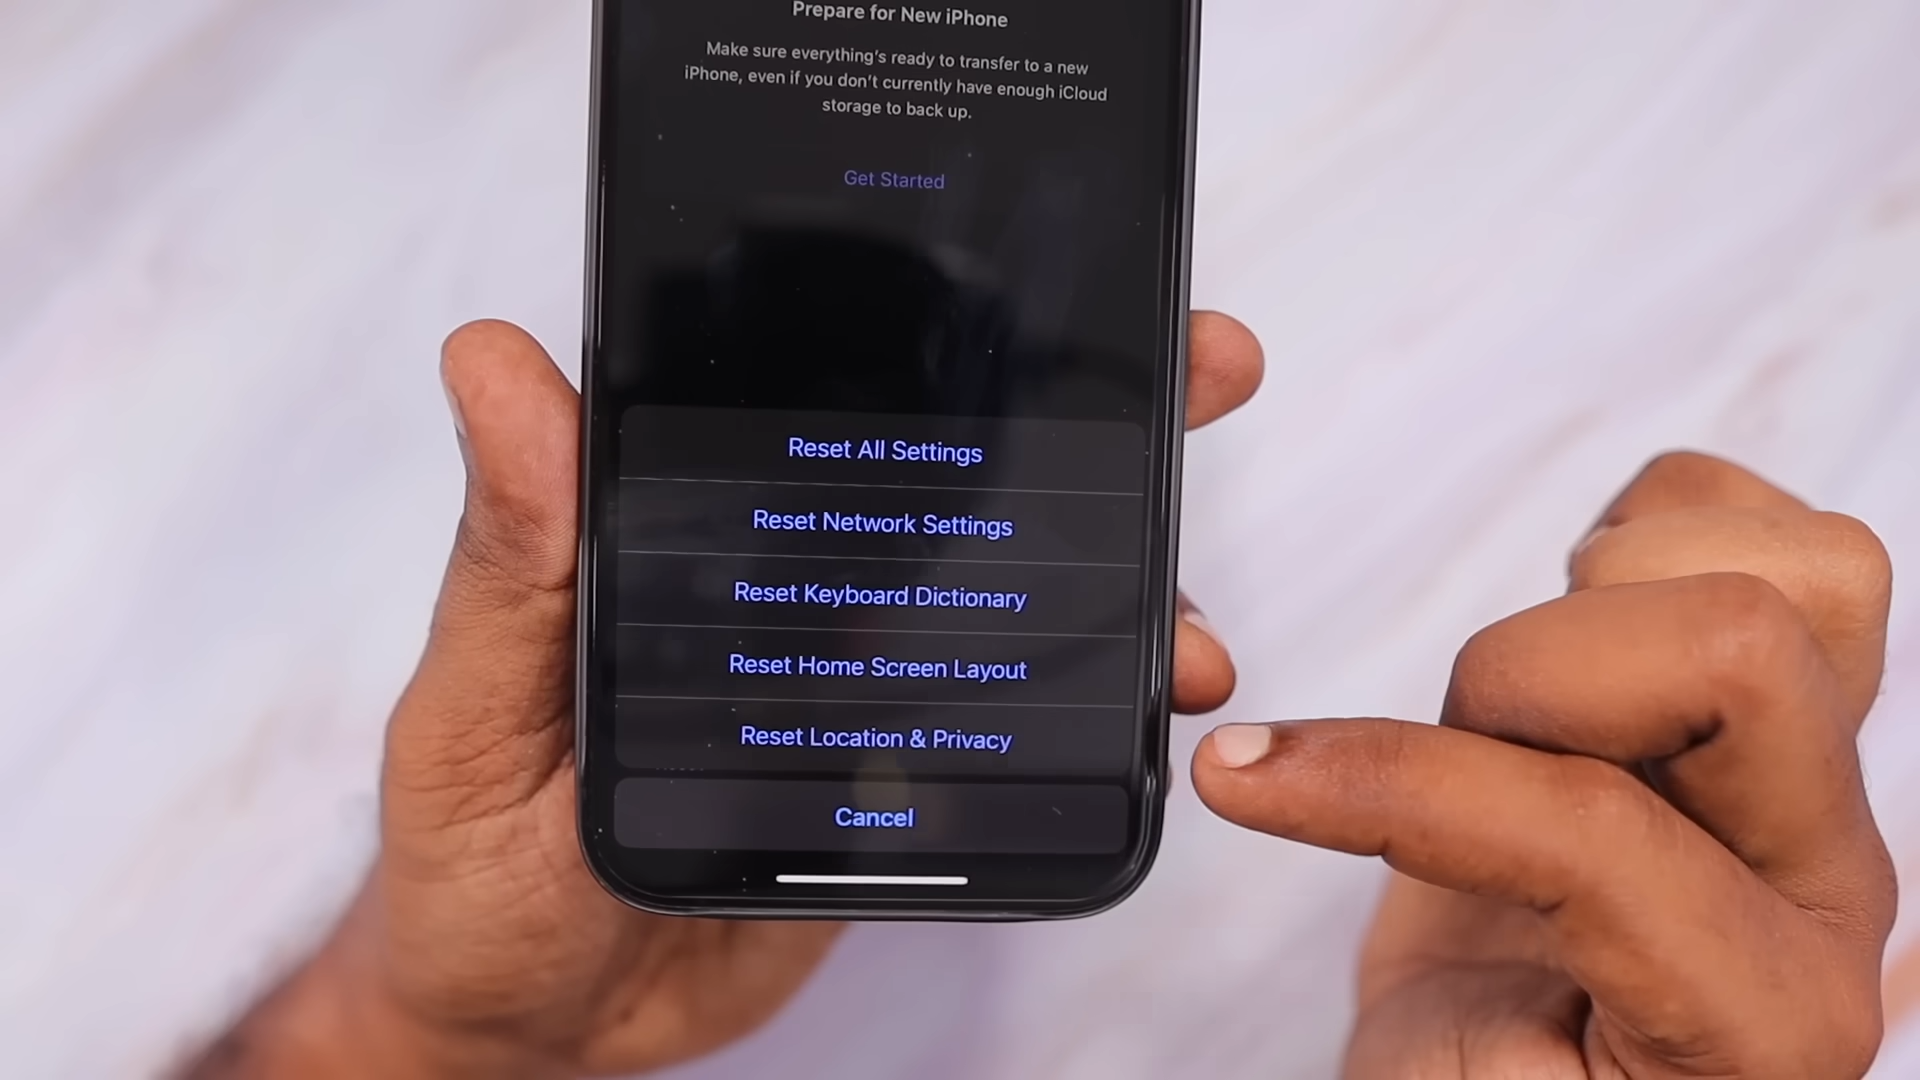 Prepare for New iPhone
Make sure everything's ready to transfer to a new
iPhone, even if you don't currently have enough iCloud
storage to back up.
Get Started
Reset All Settings
Reset Network Settings
Reset Keyboard Dictionary
Reset Home Screen Layout
Reset Location & Privacy
Cancel